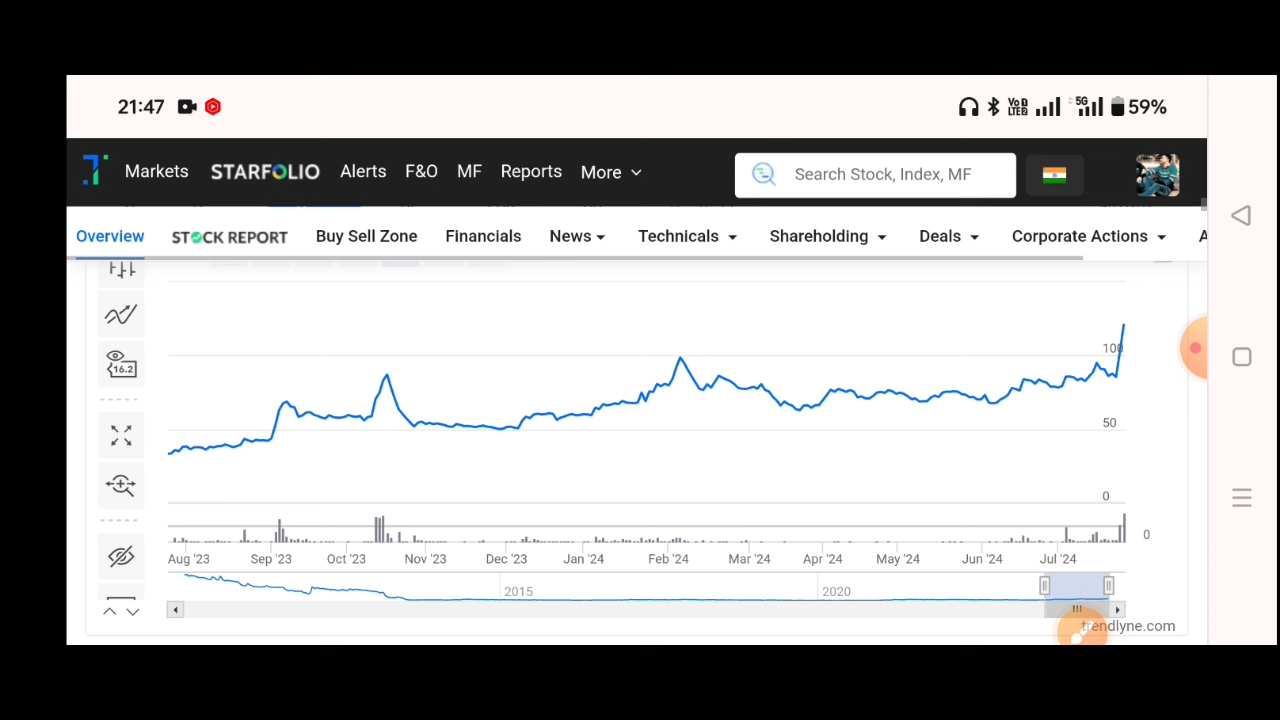 21:47 Vo D LTE2 5G 59%
Markets STARFOLIO Alerts F&O MF Reports More Search Stock, Index, MF
Overview STOCK REPORT Buy Sell Zone Financials News Technicals Shareholding Deals Corporate Actions A
16.2
100
50
0
0
Aug '23 Sep '23 Oct '23 Nov '23 Dec '23 Jan '24 Feb '24 Mar '24 Apr '24 May '24 Jun '24 Jul '24
2015 2020
trendlyne.com